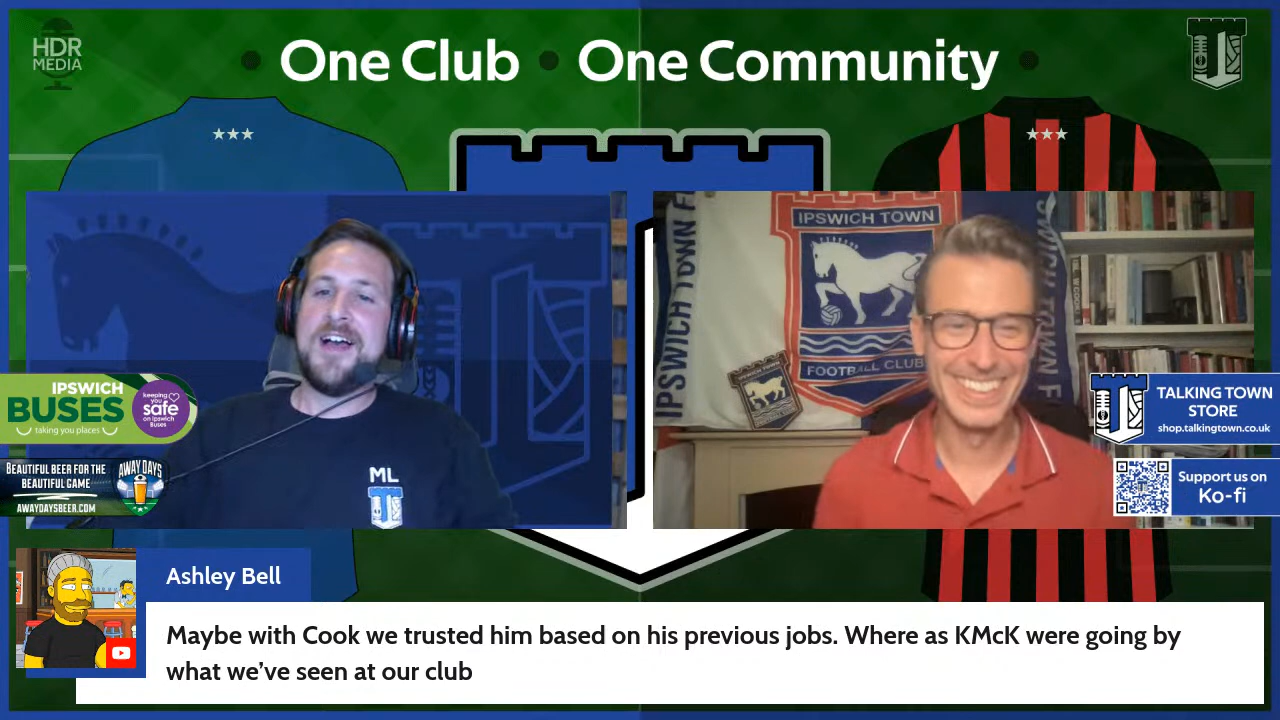 HDR
MEDIA
One Club • One Community
IPSWICH TOWN
FOOTBALL CLUB
IPSWICH TOWN F
IPSWICH
BUSES
taking you places
keeping
you
safe
on Ipswich
Buses
BEAUTIFUL BEER FOR THE
BEAUTIFUL GAME
AWAYDAYSBEER.COM
AWAY DAYS
ML
TALKING TOWN
STORE
shop.talkingtown.co.uk
Support us on
Ko-fi
Ashley Bell
Maybe with Cook we trusted him based on his previous jobs. Where as KMcK were going by
what we've seen at our club